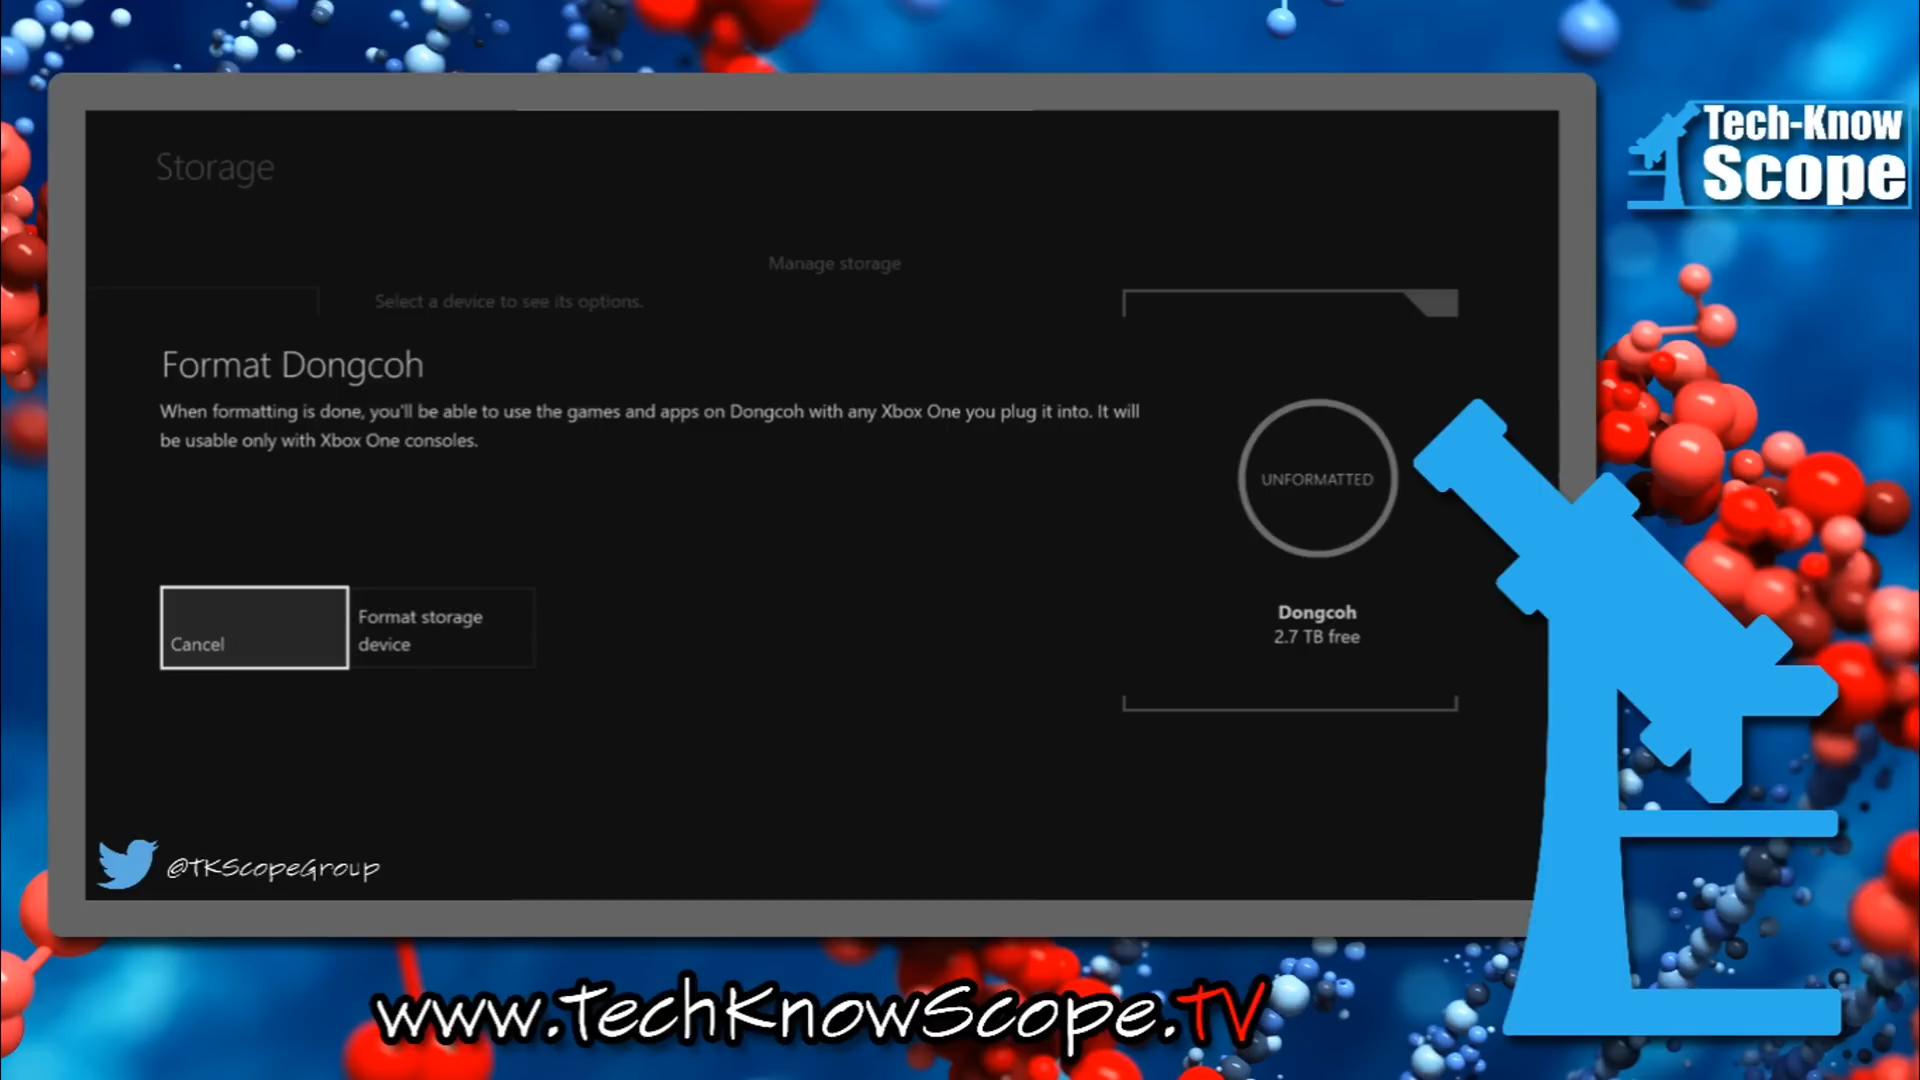 Tech-Know
Scope
Storage
Manage storage
Select a device to see its options.
Format Dongcoh
When formatting is done, you'll be able to use the games and apps on Dongcoh with any Xbox One you plug it into. It will
be usable only with Xbox One consoles.
UNFORMATTED
Dongcoh
2.7 TB free
Cancel
Format storage
device
@TKScopeGroup
www.TechKnowScope.TV